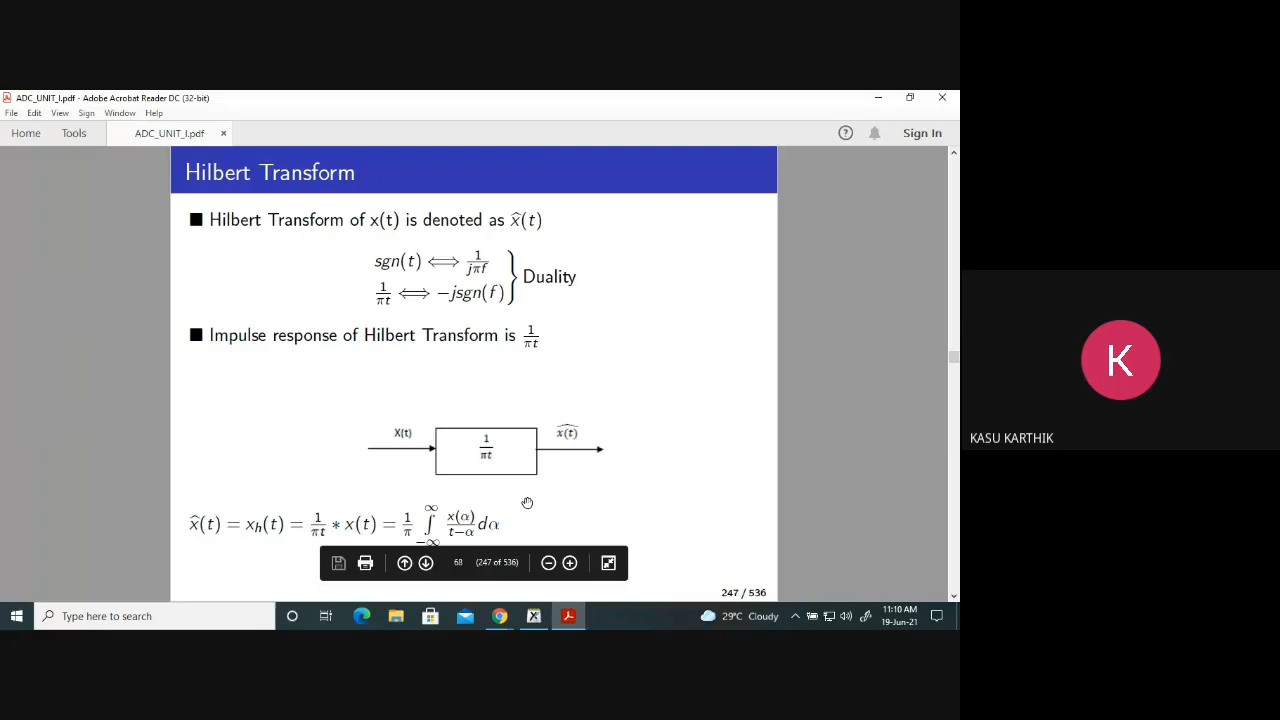 ADC_UNIT_I.pdf - Adobe Acrobat Reader DC (32-bit)
File Edit View Sign Window Help
Home Tools ADC_UNIT_I.pdf × Sign In
Hilbert Transform
■ Hilbert Transform of x(t) is denoted as x̂(t)
sgn(t) ⟺ 1/jπf
1/πt ⟺ −jsgn(f)
} Duality
■ Impulse response of Hilbert Transform is 1/πt
X(t) 1/πt x̂(t)
x̂(t) = xₕ(t) = 1/πt ∗ x(t) = 1/π ∫_{−∞}^{∞} x(α)/t−α dα
68 (247 of 536)
247 / 536
K
KASU KARTHIK
Type here to search 29°C Cloudy 11:10 AM
19-Jun-21